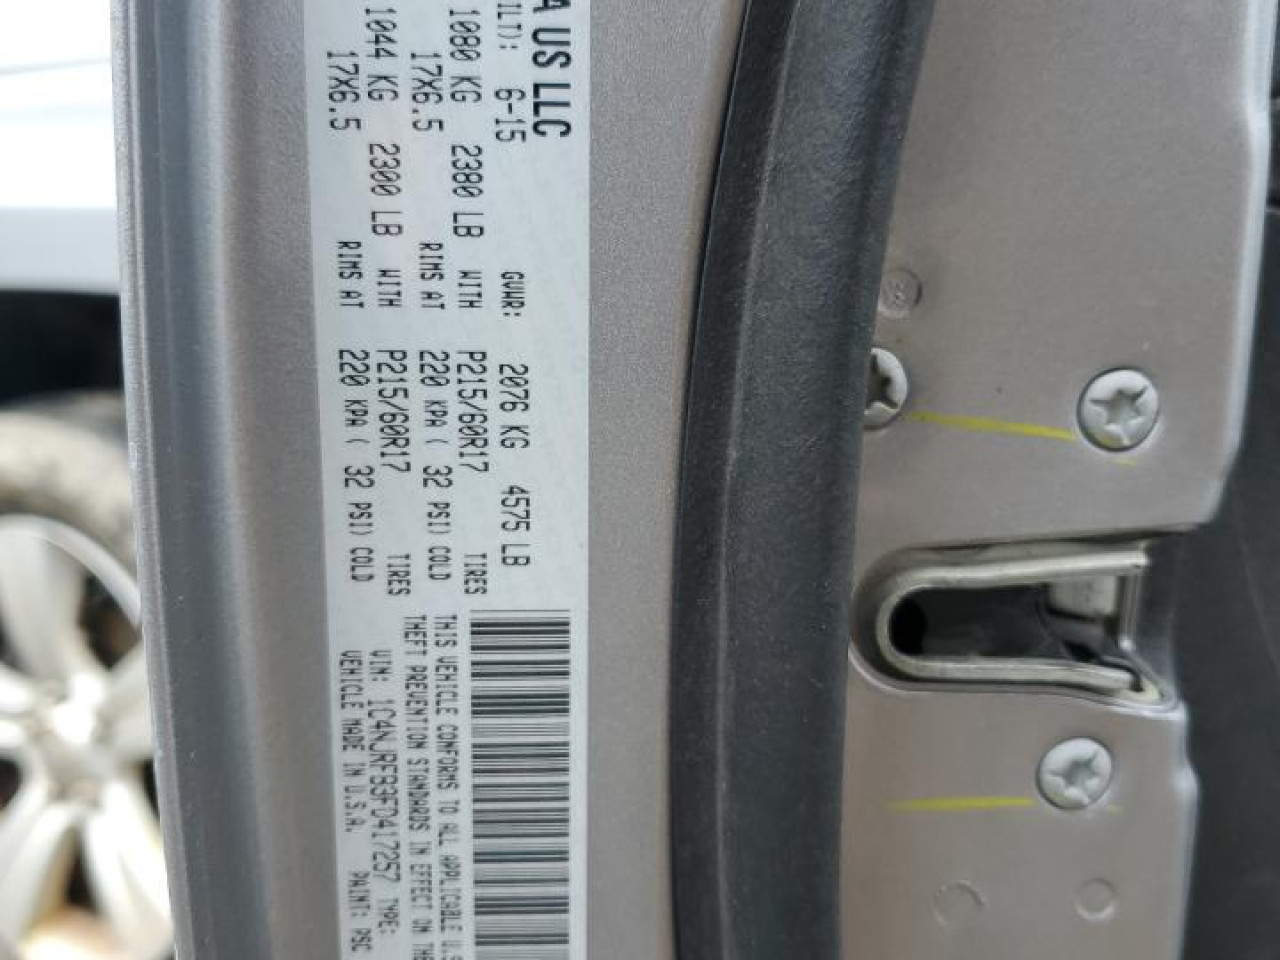 A US LLC
ILT): 6-15 GVWR: 2076 KG 4575 LB
1080 KG 2380 LB WITH P215/60R17 TIRES
17X6.5 RIMS AT 220 KPA ( 32 PSI) COLD
1044 KG 2300 LB WITH P215/60R17 TIRES
17X6.5 RIMS AT 220 KPA ( 32 PSI) COLD
THIS VEHICLE CONFORMS TO ALL APPLICABLE U.S
THEFT PREVENTION STANDARDS IN EFFECT ON THE
VIN: 1C4NJRFB3FD417257 TYPE:
VEHICLE MADE IN U.S.A. PAINT: PSC